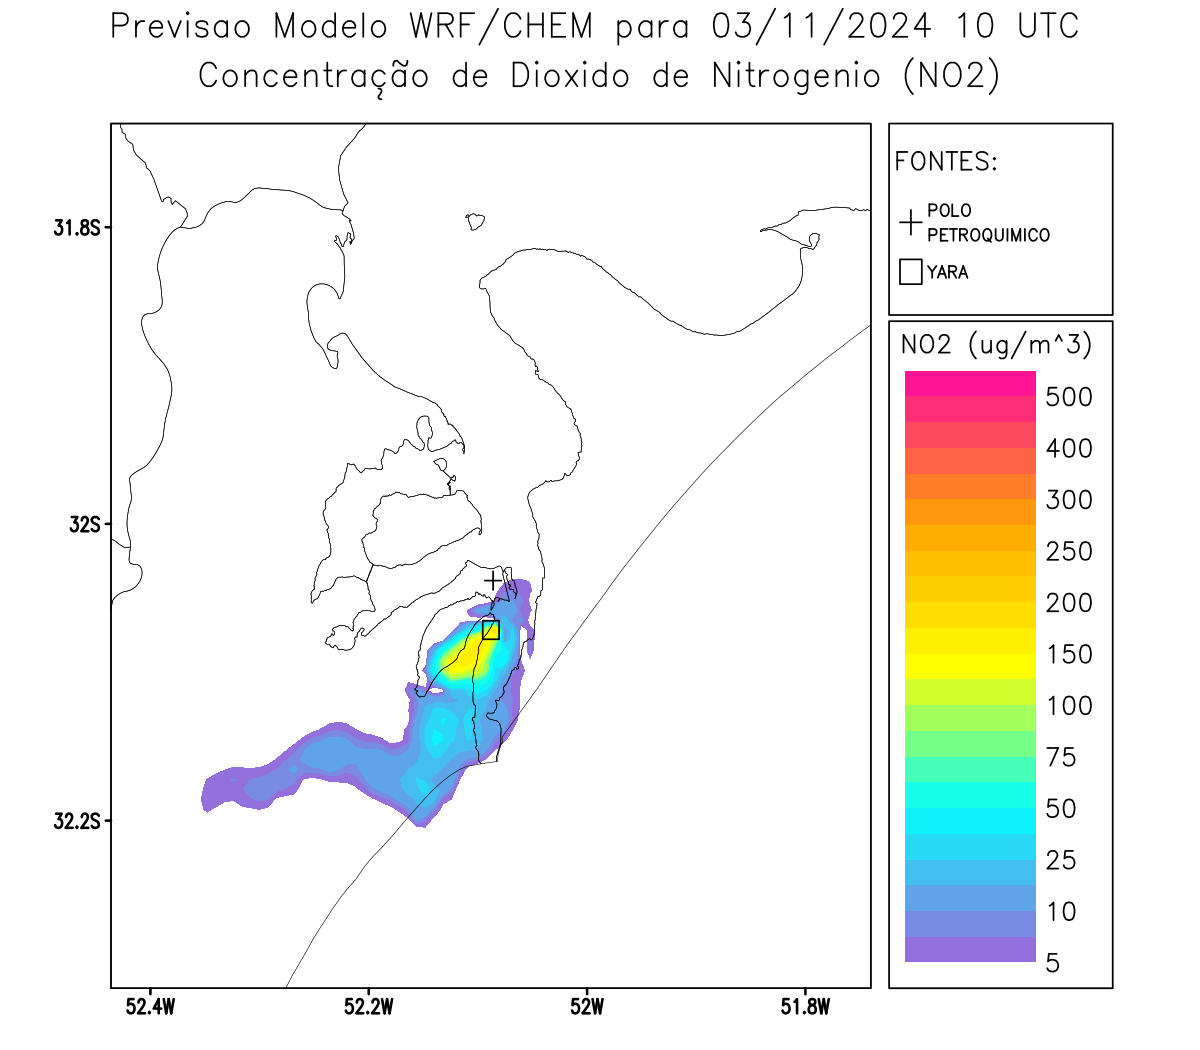 Previsao Modelo WRF/CHEM para 03/11/2024 10 UTC
Concentração de Dioxido de Nitrogenio (NO2)
FONTES:
POLO
PETROQUIMICO
YARA
NO2 (ug/m^3)
500
400
300
250
200
150
100
75
50
25
10
5
31.8S
32S
32.2S
52.4W
52.2W
52W
51.8W